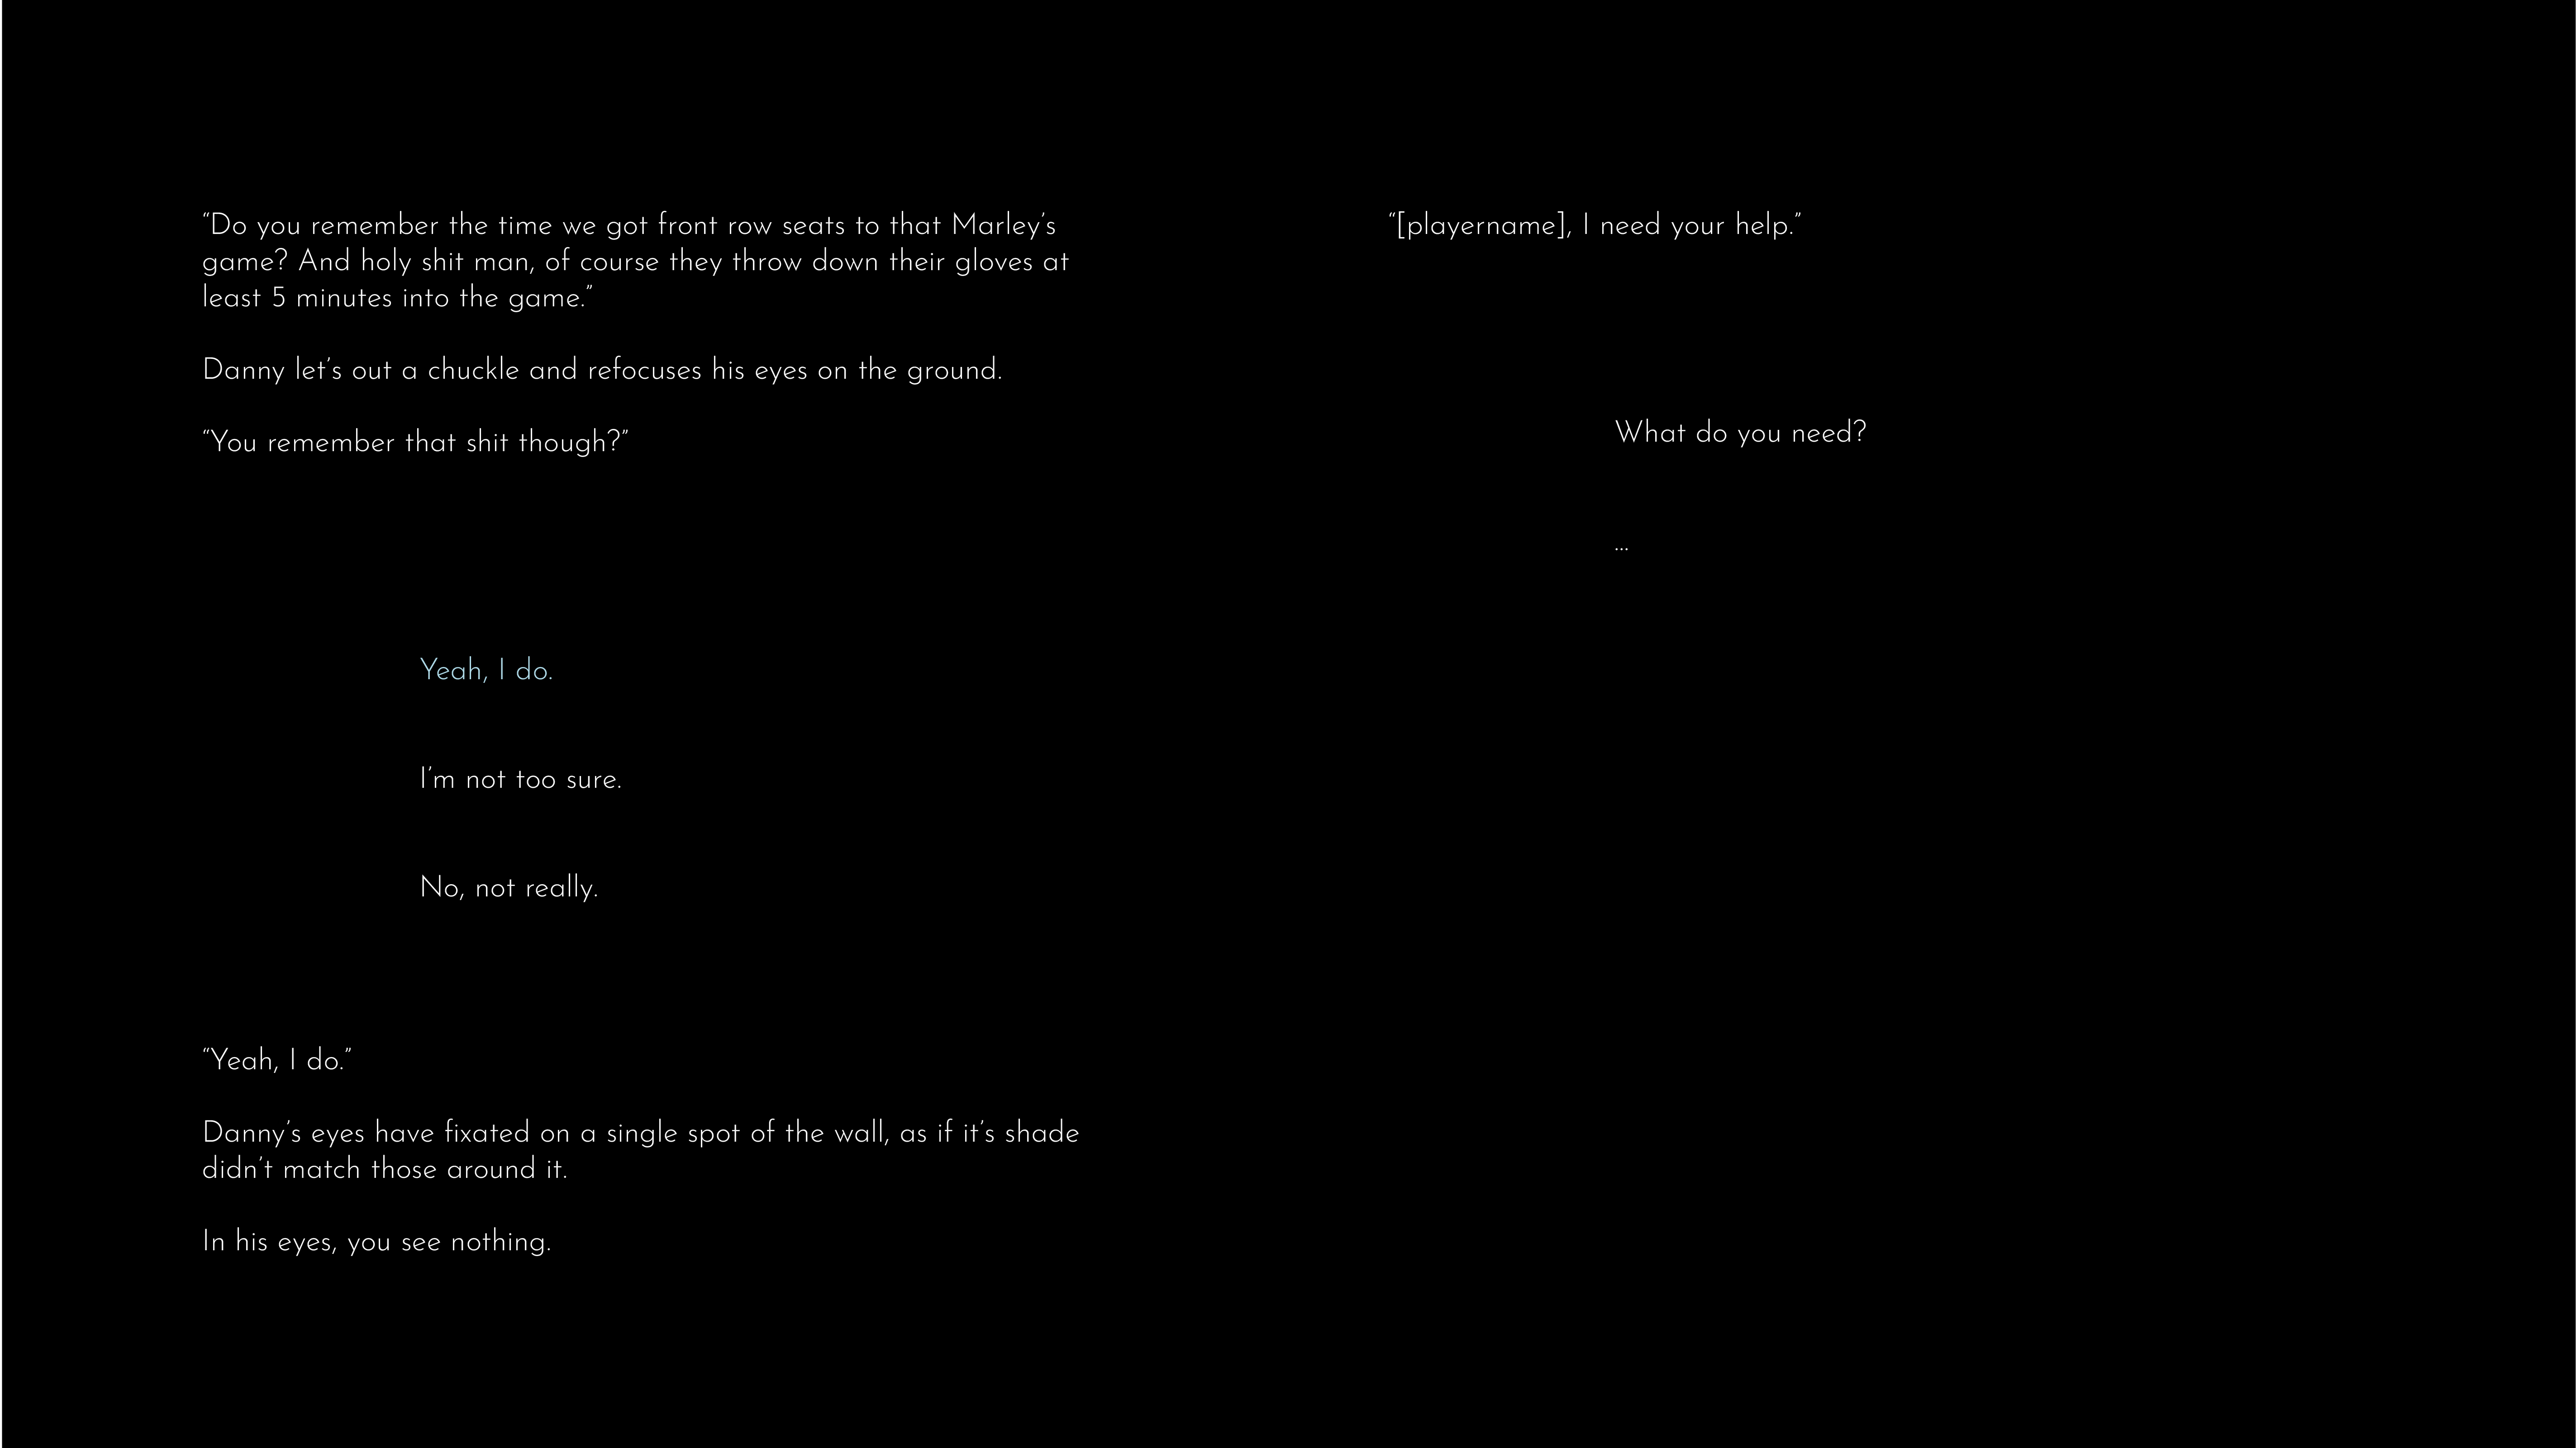 “Do you remember the time we got front row seats to that Marley’s
game? And holy shit man, of course they throw down their gloves at
least 5 minutes into the game.”
Danny let’s out a chuckle and refocuses his eyes on the ground.
“You remember that shit though?”
Yeah, I do.
I’m not too sure.
No, not really.
“Yeah, I do.”
Danny’s eyes have fixated on a single spot of the wall, as if it’s shade
didn’t match those around it.
In his eyes, you see nothing.
“[playername], I need your help.”
What do you need?
...